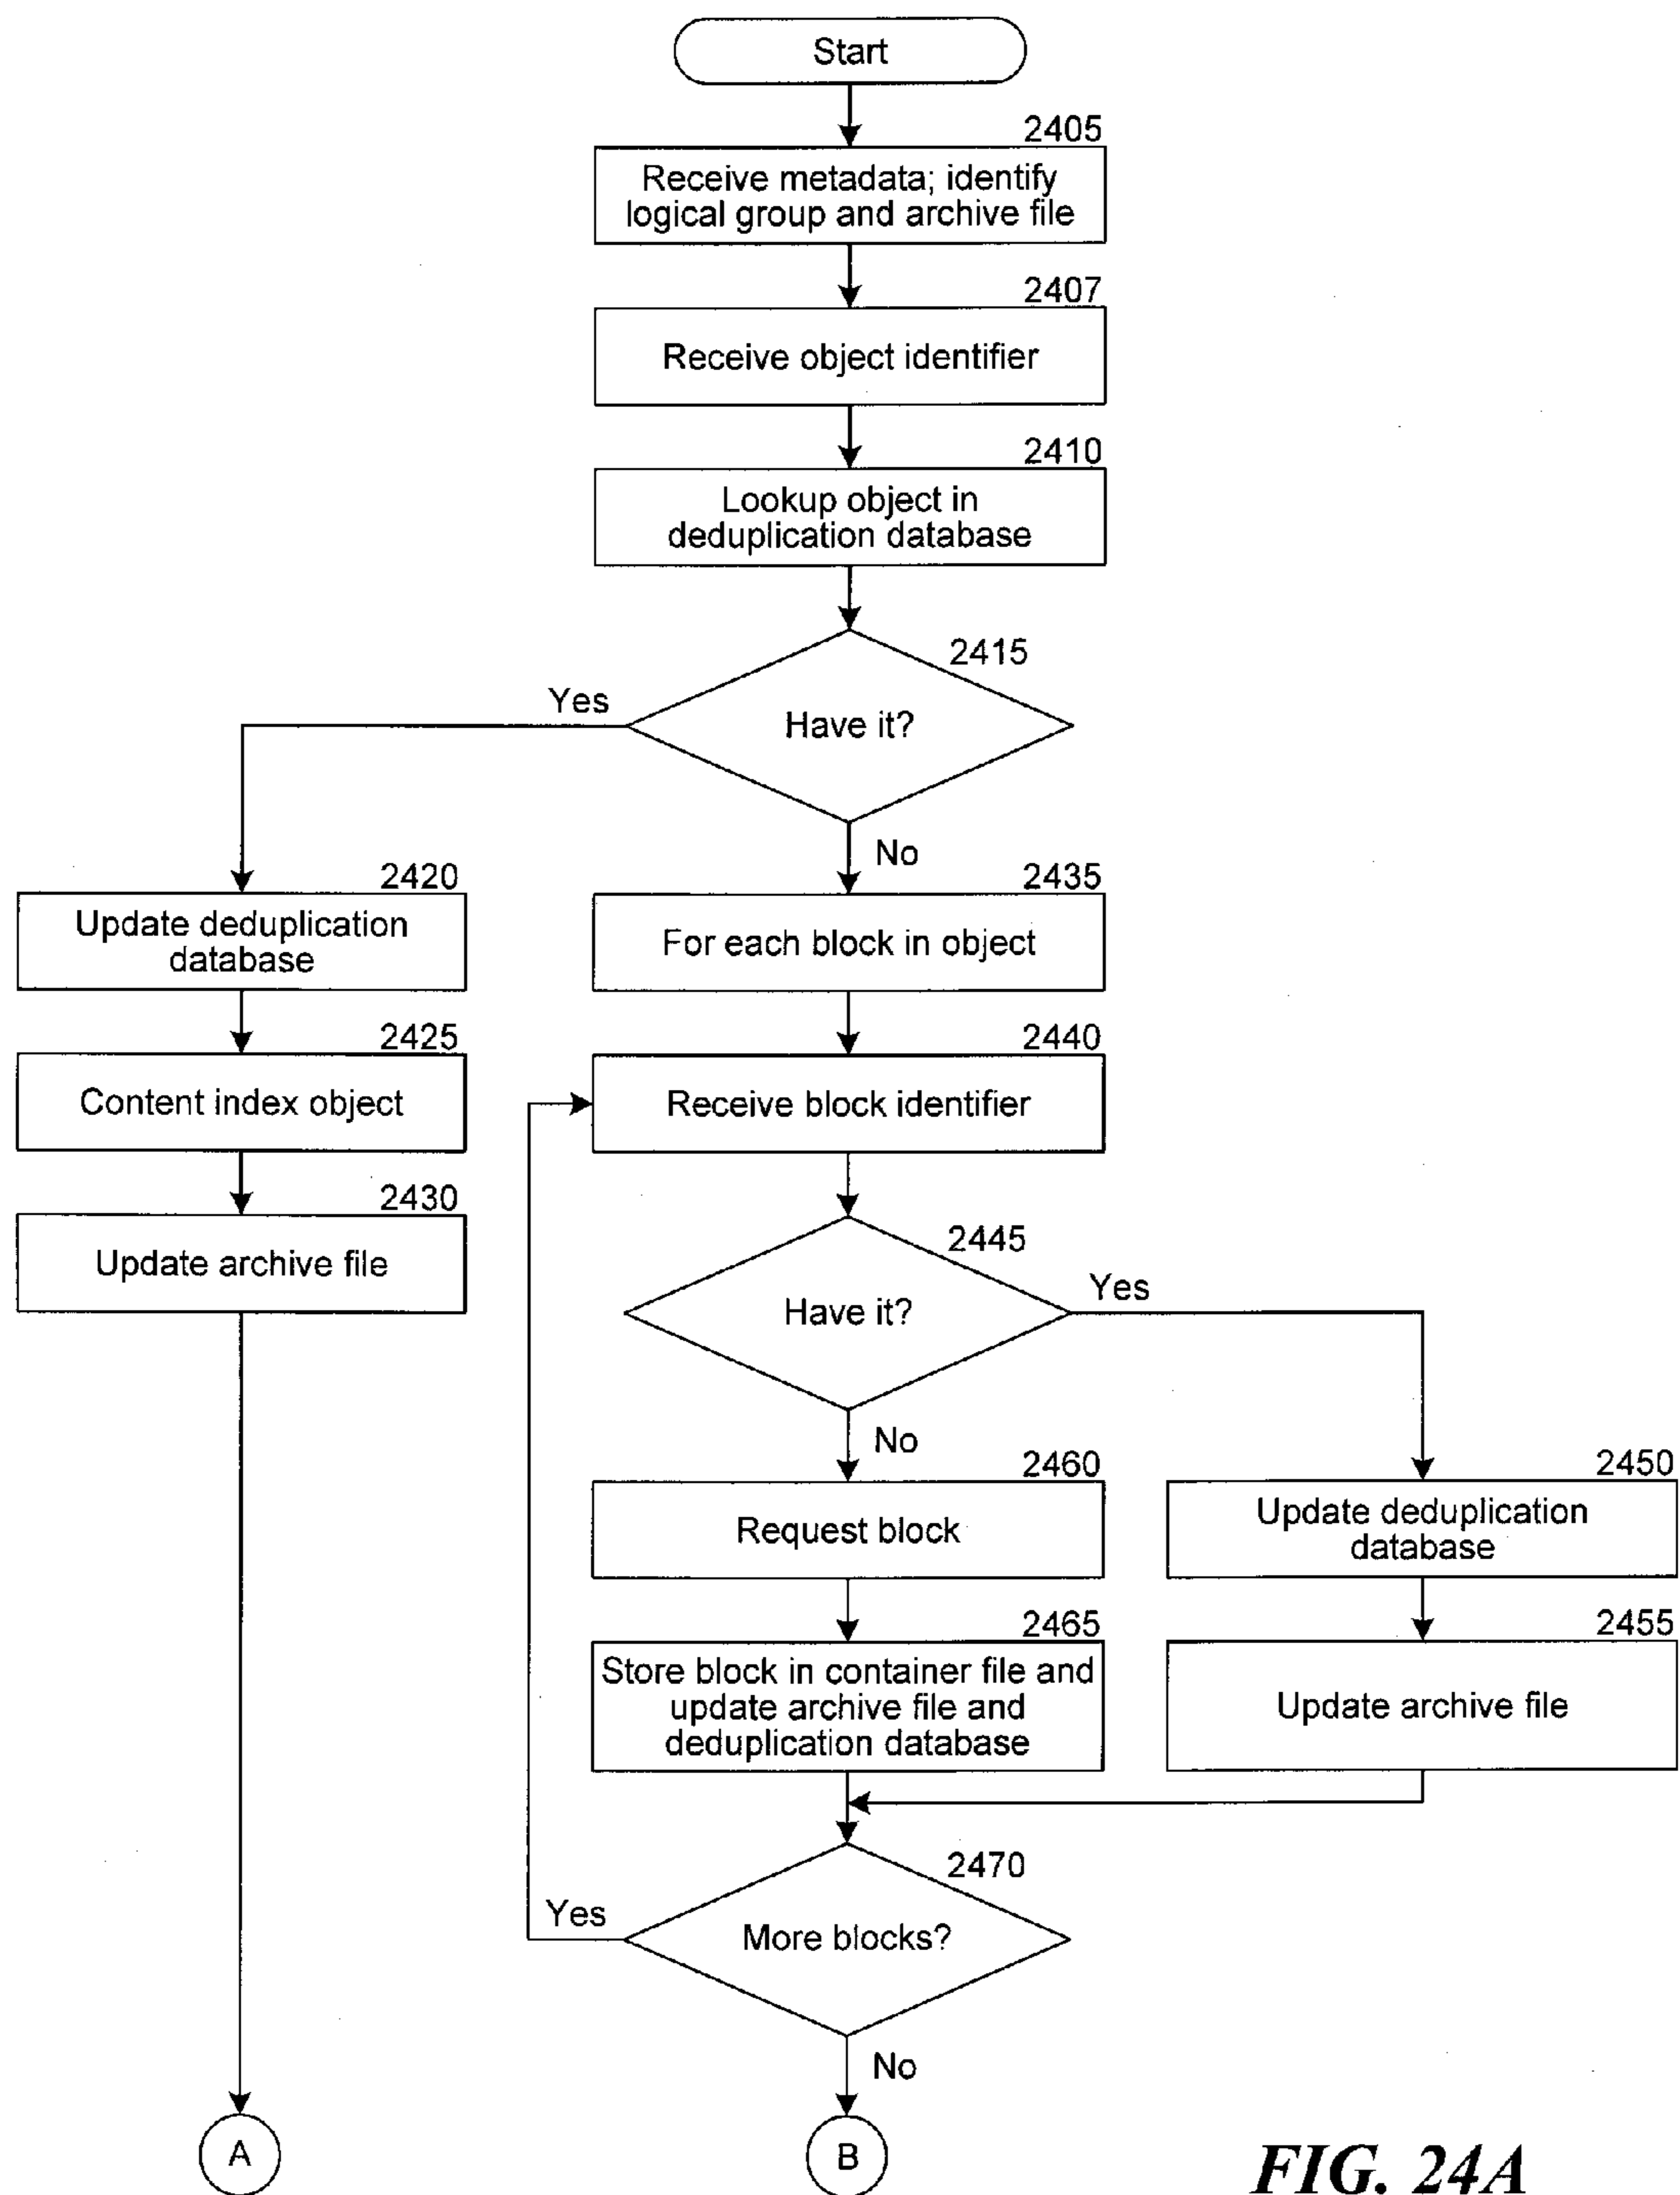 Start
2405
Receive metadata; identify
logical group and archive file
2407
Receive object identifier
2410
Lookup object in
deduplication database
2415
Yes
Have it?
No
2420
Update deduplication
database
2435
For each block in object
2425
Content index object
2440
Receive block identifier
2430
Update archive file
2445
Yes
Have it?
No
2460
Request block
2450
Update deduplication
database
2465
Store block in container file and
update archive file and
deduplication database
2455
Update archive file
2470
Yes
More blocks?
No
A
B
FIG. 24A